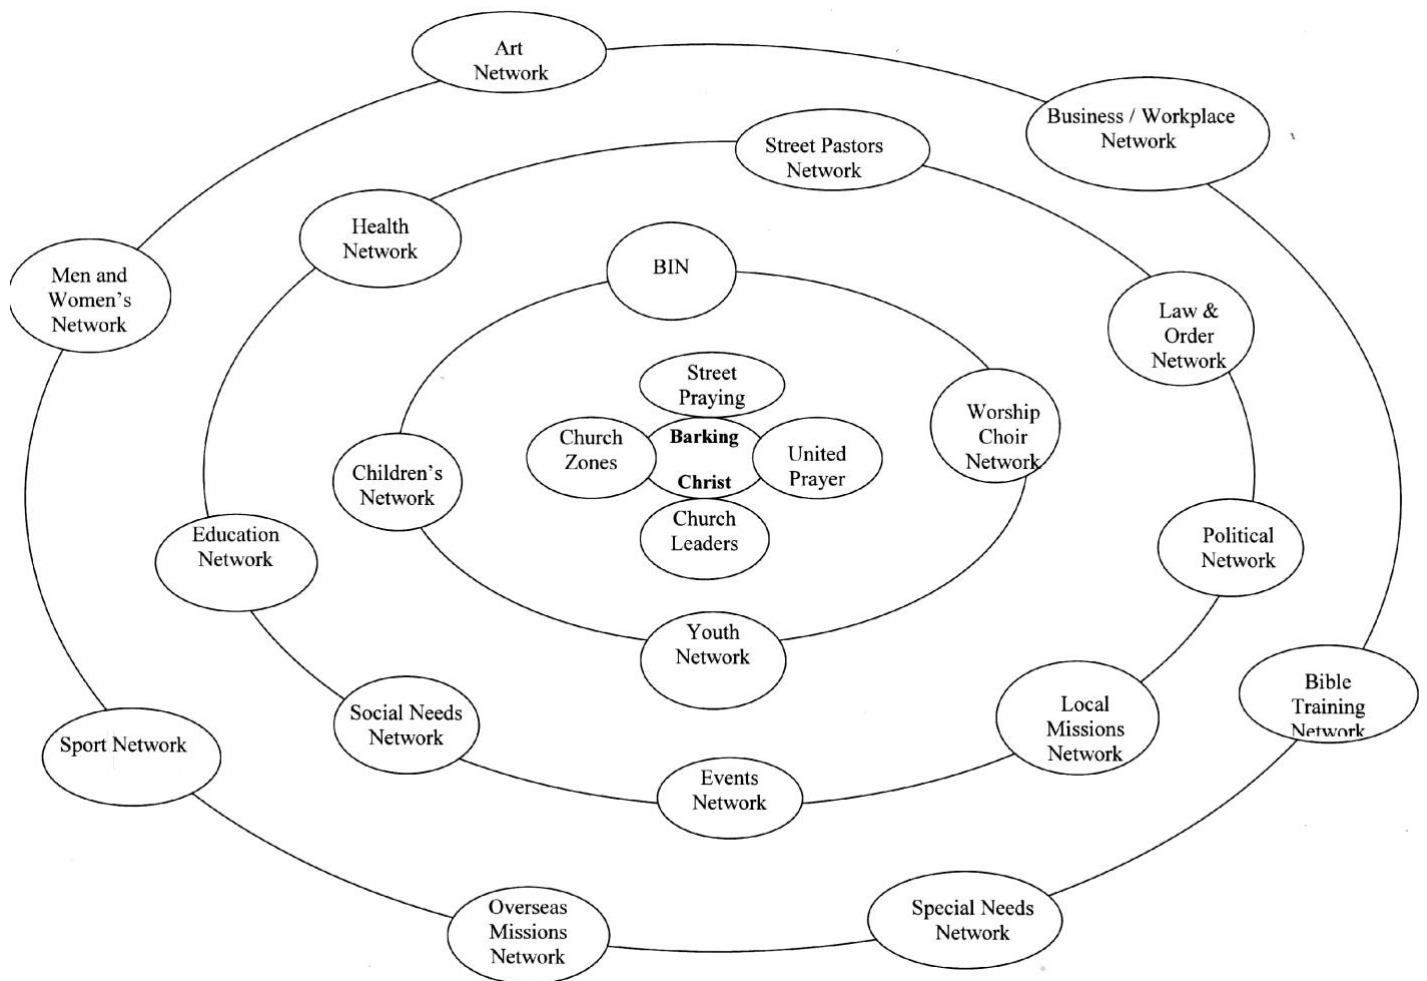 Art
Network
Business / Workplace
Network
Street Pastors
Network
Health
Network
Men and
Women's
Network
BIN
Law &
Order
Network
Street
Praying
Worship
Choir
Network
Church
Zones
Barking
Christ
United
Prayer
Children's
Network
Church
Leaders
Education
Network
Political
Network
Youth
Network
Social Needs
Network
Local
Missions
Network
Bible
Training
Network
Sport Network
Events
Network
Overseas
Missions
Network
Special Needs
Network